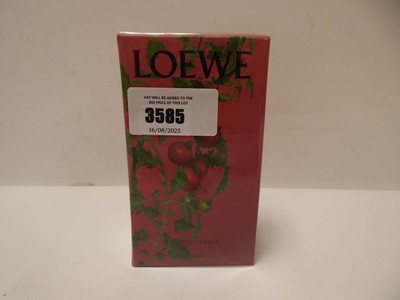 LOEWE
VAT WILL BE ADDED TO THE
BID PRICE OF THIS LOT
3585
16/08/2025